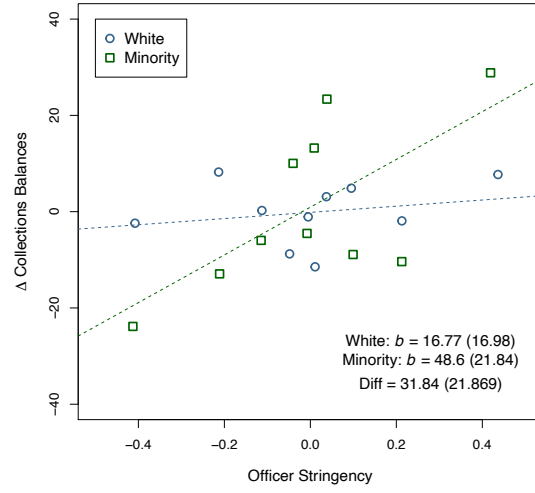 White
Minority
40
20
0
−20
−40
Δ Collections Balances
White: b = 16.77 (16.98)
Minority: b = 48.6 (21.84)
Diff = 31.84 (21.869)
−0.4 −0.2 0.0 0.2 0.4
Officer Stringency